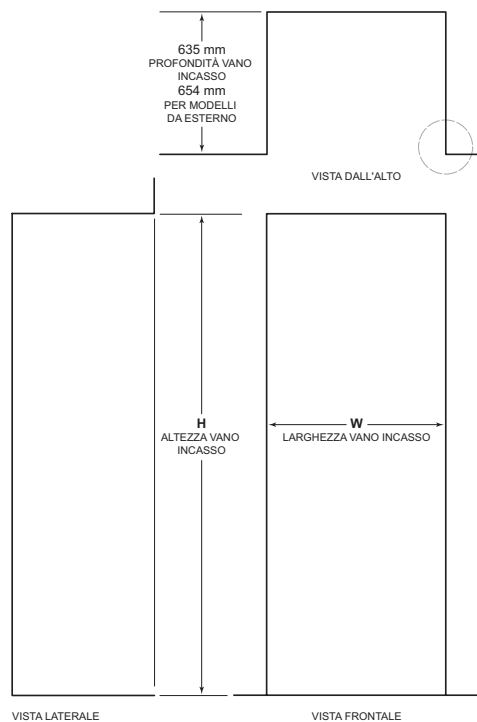 635 mm
PROFONDITÀ VANO
INCASSO
654 mm
PER MODELLI
DA ESTERNO
VISTA DALL'ALTO
H
ALTEZZA VANO
INCASSO
W
LARGHEZZA VANO INCASSO
VISTA LATERALE
VISTA FRONTALE